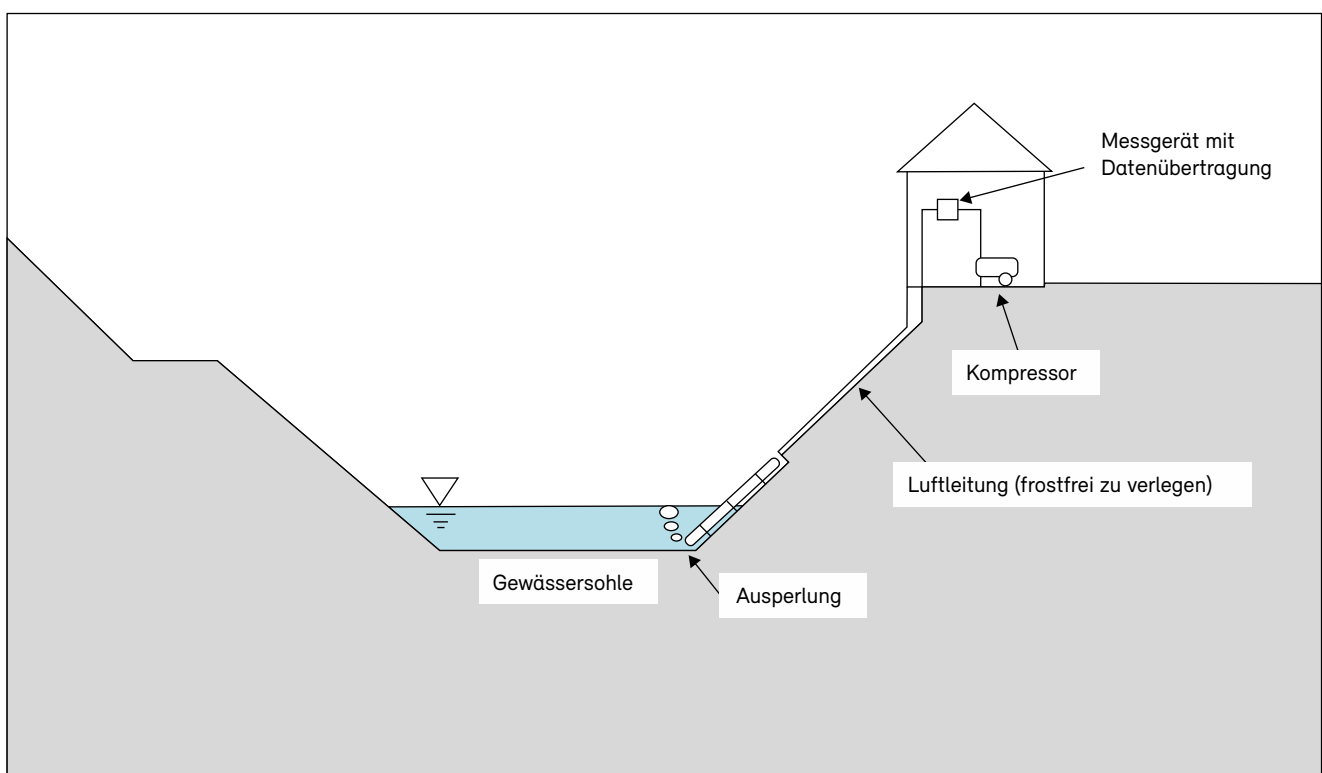 Messgerät mit
Datenübertragung
Kompressor
Luftleitung (frostfrei zu verlegen)
Gewässersohle
Ausperlung